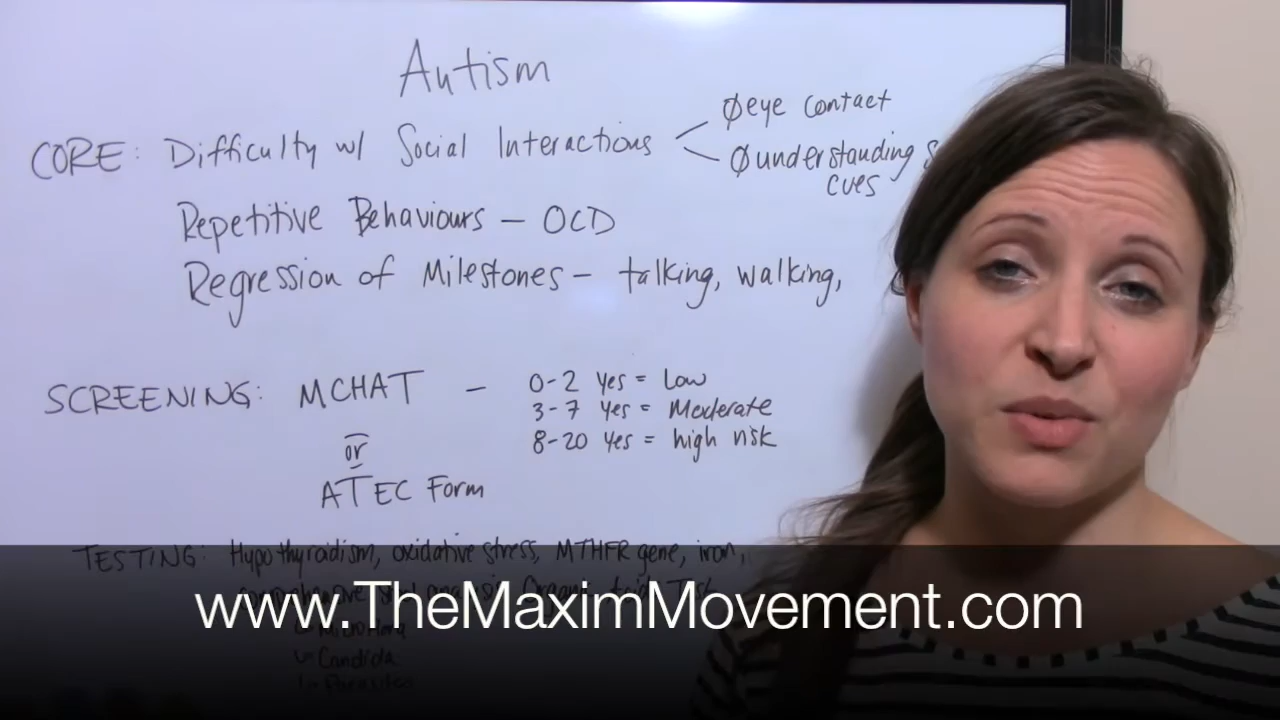 Autism
CORE: Difficulty w/ Social Interactions
Øeye contact
Øunderstanding
cues
Repetitive Behaviours – OCD
Regression of Milestones – talking, walking,
SCREENING: MCHAT – 0-2 Yes = Low
3-7 Yes = Moderate
8-20 Yes = high risk
or
ATEC Form
TESTING: Hypothyradism, oxidative stress, MTHFR gene, iron,
www.TheMaximMovement.com
Candida
Parasites